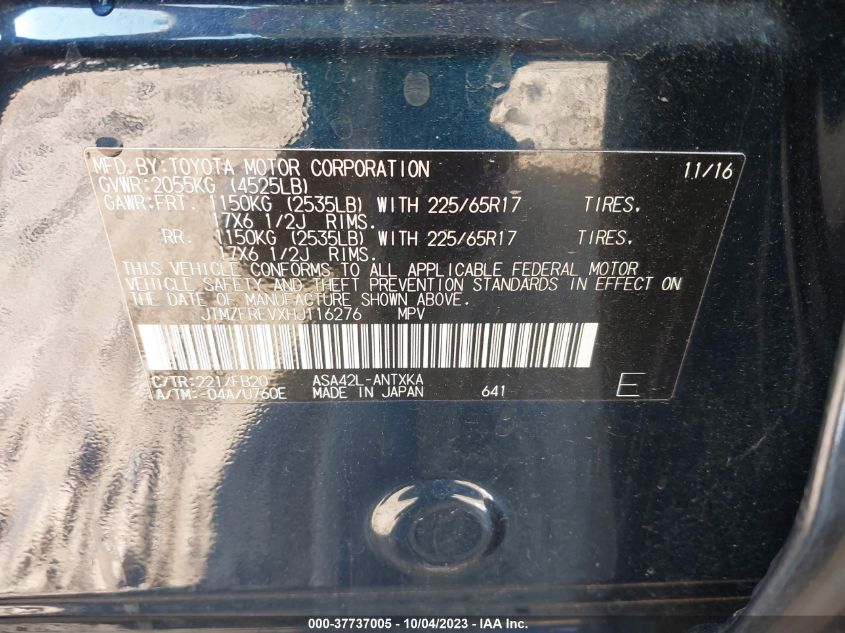 MFD. BY: TOYOTA MOTOR CORPORATION 11/16
GVWR: 2055KG (4525LB)
GAWR: FRT. 1150KG (2535LB) WITH 225/65R17 TIRES,
17X6 1/2J RIMS.
RR. 1150KG (2535LB) WITH 225/65R17 TIRES,
17X6 1/2J RIMS.
THIS VEHICLE CONFORMS TO ALL APPLICABLE FEDERAL MOTOR
VEHICLE SAFETY AND THEFT PREVENTION STANDARDS IN EFFECT ON
THE DATE OF MANUFACTURE SHOWN ABOVE.
JTMZFREVXHJ116276 MPV
C/TR: 221/FB20 ASA42L-ANTXKA
A/TM: -04A/U760E MADE IN JAPAN 641 E
000-37737005 - 10/04/2023 - IAA Inc.